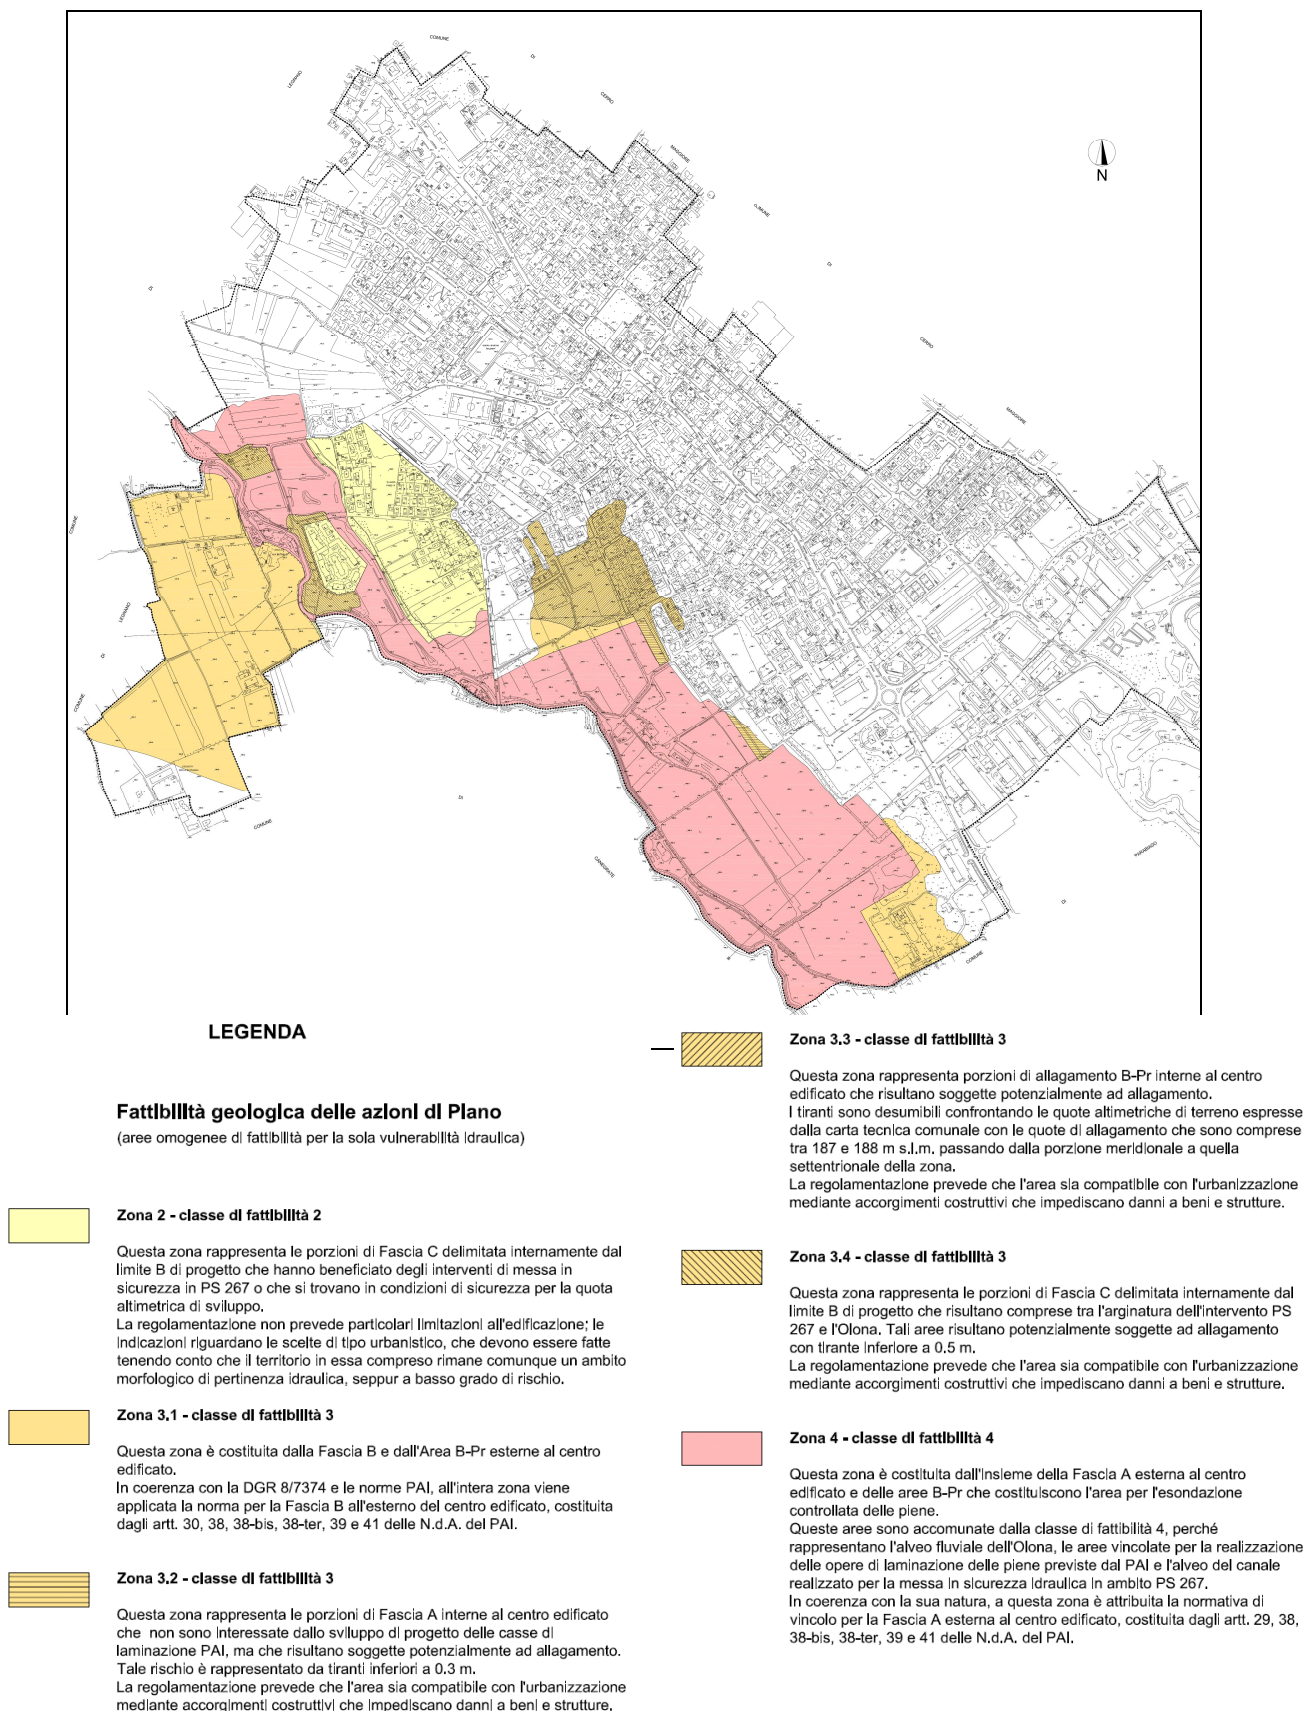 COMUNE
DI
LEGNANO
CERRO
MAGGIORE
N
COMUNE
DI
DI
CERRO
MAGGIORE
COMUNE
LEGNANO
DI
COMUNE
COMUNE
DI
CANEGRATE
PARABIAGO
DI
COMUNE
LEGENDA
Fattibilità geologica delle azioni di Piano
(aree omogenee di fattibilità per la sola vulnerabilità idraulica)
Zona 2 - classe di fattibilità 2
Questa zona rappresenta le porzioni di Fascia C delimitata internamente dal
limite B di progetto che hanno beneficiato degli interventi di messa in
sicurezza in PS 267 o che si trovano in condizioni di sicurezza per la quota
altimetrica di sviluppo.
La regolamentazione non prevede particolari limitazioni all'edificazione; le
indicazioni riguardano le scelte di tipo urbanistico, che devono essere fatte
tenendo conto che il territorio in essa compreso rimane comunque un ambito
morfologico di pertinenza idraulica, seppur a basso grado di rischio.
Zona 3.1 - classe di fattibilità 3
Questa zona è costituita dalla Fascia B e dall'Area B-Pr esterne al centro
edificato.
In coerenza con la DGR 8/7374 e le norme PAI, all'intera zona viene
applicata la norma per la Fascia B all'esterno del centro edificato, costituita
dagli artt. 30, 38, 38-bis, 38-ter, 39 e 41 delle N.d.A. del PAI.
Zona 3.2 - classe di fattibilità 3
Questa zona rappresenta le porzioni di Fascia A interne al centro edificato
che non sono interessate dallo sviluppo di progetto delle casse di
laminazione PAI, ma che risultano soggette potenzialmente ad allagamento.
Tale rischio è rappresentato da tiranti inferiori a 0.3 m.
La regolamentazione prevede che l'area sia compatibile con l'urbanizzazione
mediante accorgimenti costruttivi che impediscano danni a beni e strutture.
Zona 3.3 - classe di fattibilità 3
Questa zona rappresenta porzioni di allagamento B-Pr interne al centro
edificato che risultano soggette potenzialmente ad allagamento.
I tiranti sono desumibili confrontando le quote altimetriche di terreno espresse
dalla carta tecnica comunale con le quote di allagamento che sono comprese
tra 187 e 188 m s.l.m. passando dalla porzione meridionale a quella
settentrionale della zona.
La regolamentazione prevede che l'area sia compatibile con l'urbanizzazione
mediante accorgimenti costruttivi che impediscano danni a beni e strutture.
Zona 3.4 - classe di fattibilità 3
Questa zona rappresenta le porzioni di Fascia C delimitata internamente dal
limite B di progetto che risultano comprese tra l'arginatura dell'intervento PS
267 e l'Olona. Tali aree risultano potenzialmente soggette ad allagamento
con tirante inferiore a 0.5 m.
La regolamentazione prevede che l'area sia compatibile con l'urbanizzazione
mediante accorgimenti costruttivi che impediscano danni a beni e strutture.
Zona 4 - classe di fattibilità 4
Questa zona è costituita dall'insieme della Fascia A esterna al centro
edificato e delle aree B-Pr che costituiscono l'area per l'esondazione
controllata delle piene.
Queste aree sono accomunate dalla classe di fattibilità 4, perché
rappresentano l'alveo fluviale dell'Olona, le aree vincolate per la realizzazione
delle opere di laminazione delle piene previste dal PAI e l'alveo del canale
realizzato per la messa in sicurezza idraulica in ambito PS 267.
In coerenza con la sua natura, a questa zona è attribuita la normativa di
vincolo per la Fascia A esterna al centro edificato, costituita dagli artt. 29, 38,
38-bis, 38-ter, 39 e 41 delle N.d.A. del PAI.